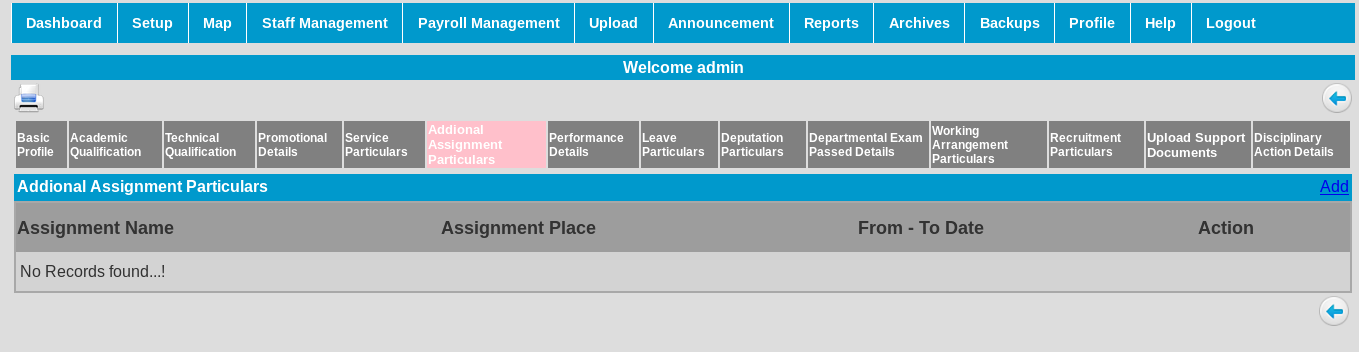 Dashboard Setup Map Staff Management Payroll Management Upload Announcement Reports Archives Backups Profile Help Logout
Welcome admin
Basic Profile
Academic Qualification
Technical Qualification
Promotional Details
Service Particulars
Addional Assignment Particulars
Performance Details
Leave Particulars
Deputation Particulars
Departmental Exam Passed Details
Working Arrangement Particulars
Recruitment Particulars
Upload Support Documents
Disciplinary Action Details
Addional Assignment Particulars Add
Assignment Name Assignment Place From - To Date Action
No Records found...!